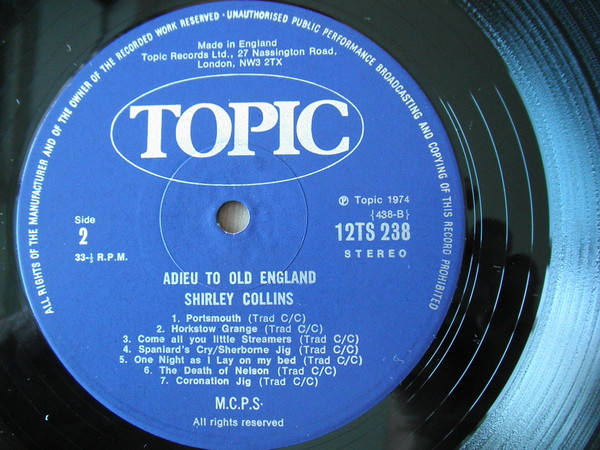 ALL RIGHTS OF THE MANUFACTURER AND OF THE OWNER OF THE RECORDED WORK RESERVED · UNAUTHORISED PUBLIC PERFORMANCE BROADCASTING AND COPYING OF THIS RECORD PROHIBITED
Made in England
Topic Records Ltd., 27 Nassington Road,
London, NW3 2TX
TOPIC
Side
2
33-⅓ R.P.M.
℗ Topic 1974
{438-B}
12TS 238
STEREO
ADIEU TO OLD ENGLAND
SHIRLEY COLLINS
1. Portsmouth (Trad C/C)
2. Horkstow Grange (Trad C/C)
3. Come all you little Streamers (Trad C/C)
4. Spaniard's Cry/Sherborne Jig (Trad C/C)
5. One Night as I Lay on my bed (Trad C/C)
6. The Death of Nelson (Trad C/C)
7. Coronation Jig (Trad C/C)
M.C.P.S.
All rights reserved